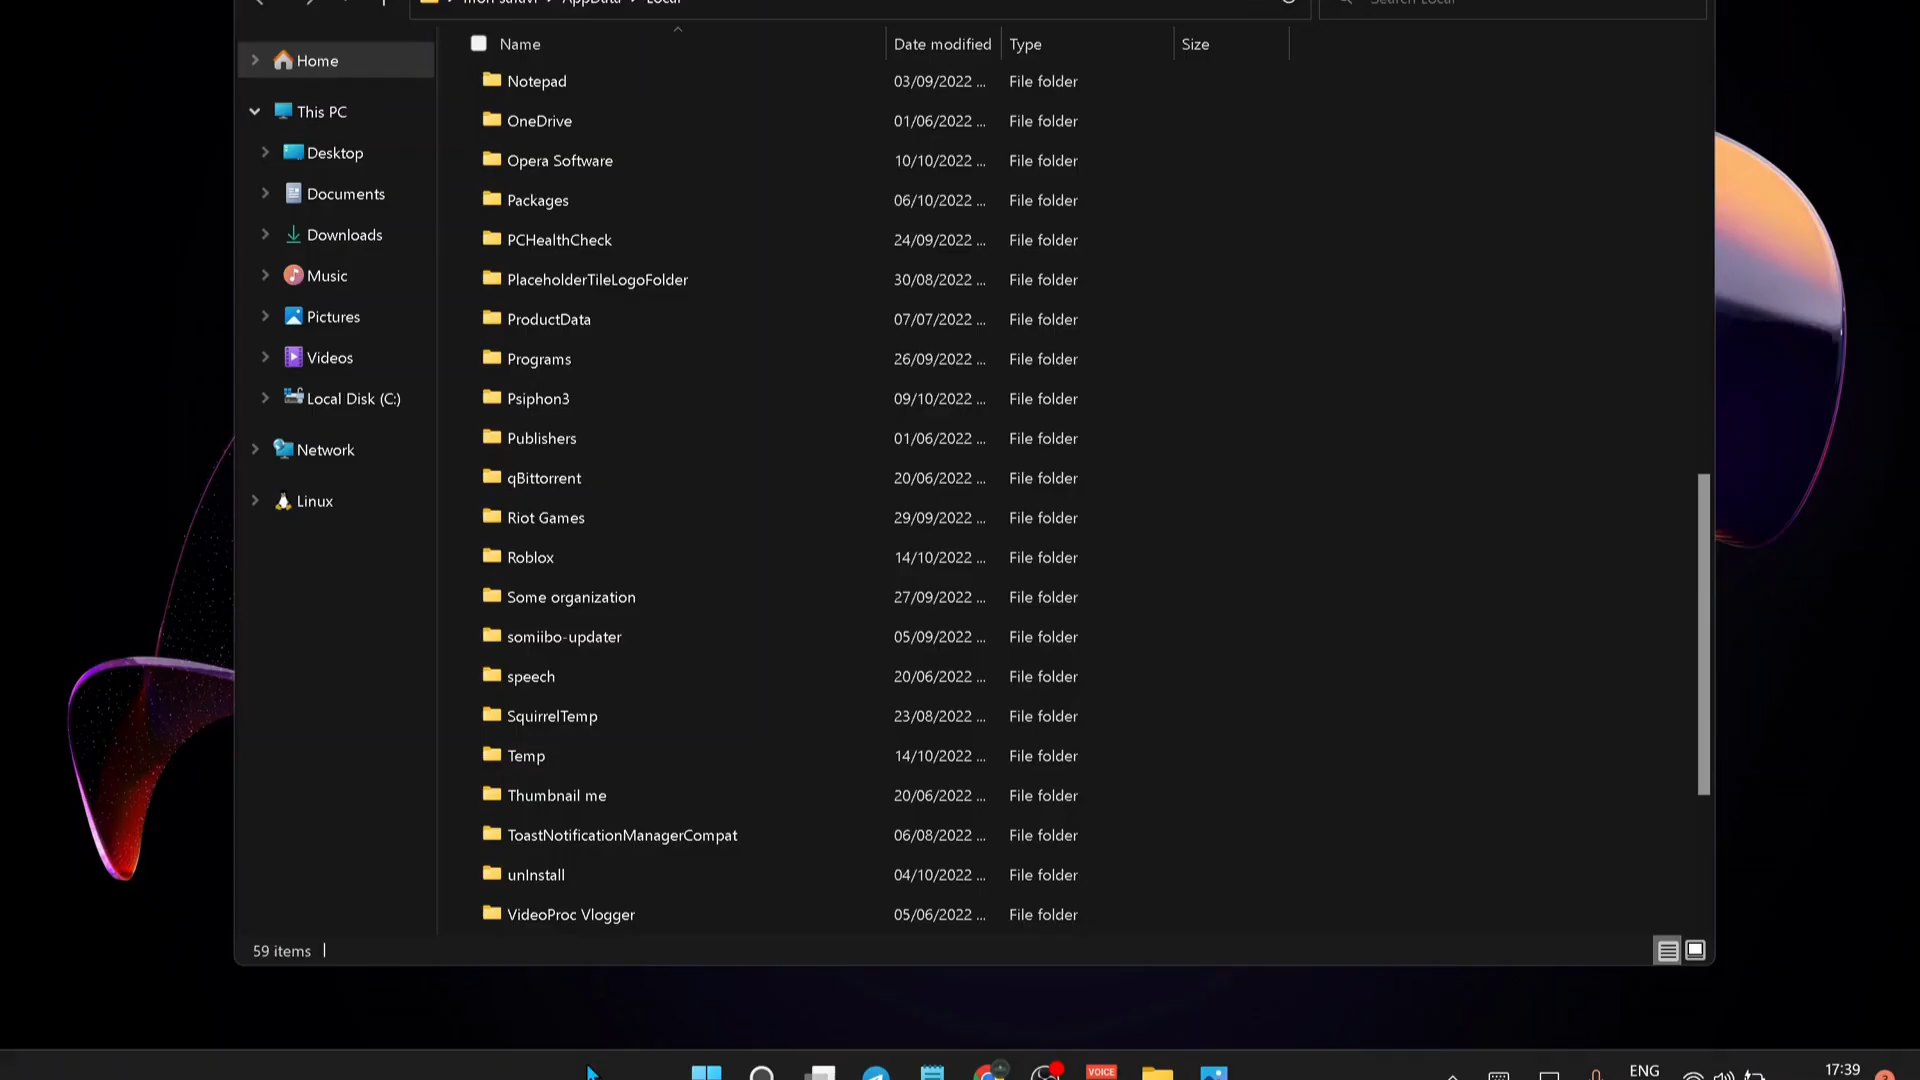 AppData
Local
Search Local
Name Date modified Type Size
Home
This PC
Desktop
Documents
Downloads
Music
Pictures
Videos
Local Disk (C:)
Network
Linux
Notepad 03/09/2022 ... File folder
OneDrive 01/06/2022 ... File folder
Opera Software 10/10/2022 ... File folder
Packages 06/10/2022 ... File folder
PCHealthCheck 24/09/2022 ... File folder
PlaceholderTileLogoFolder 30/08/2022 ... File folder
ProductData 07/07/2022 ... File folder
Programs 26/09/2022 ... File folder
Psiphon3 09/10/2022 ... File folder
Publishers 01/06/2022 ... File folder
qBittorrent 20/06/2022 ... File folder
Riot Games 29/09/2022 ... File folder
Roblox 14/10/2022 ... File folder
Some organization 27/09/2022 ... File folder
somiibo-updater 05/09/2022 ... File folder
speech 20/06/2022 ... File folder
SquirrelTemp 23/08/2022 ... File folder
Temp 14/10/2022 ... File folder
Thumbnail me 20/06/2022 ... File folder
ToastNotificationManagerCompat 06/08/2022 ... File folder
unInstall 04/10/2022 ... File folder
VideoProc Vlogger 05/06/2022 ... File folder
59 items
VOICE
ENG
17:39